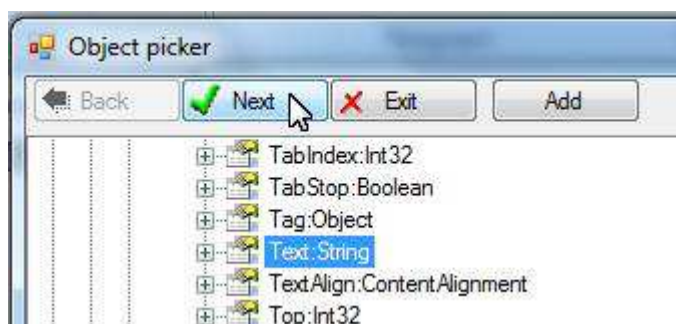 Object picker
Back Next Exit Add
TabIndex:Int32
TabStop:Boolean
Tag:Object
Text:String
TextAlign:ContentAlignment
Top:Int32